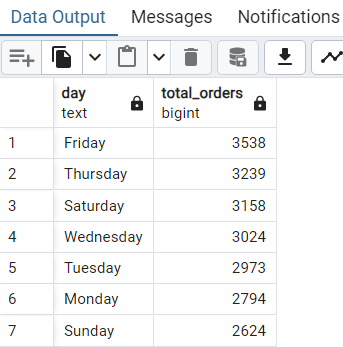 Data Output Messages Notifications
day total_orders
text bigint
1 Friday 3538
2 Thursday 3239
3 Saturday 3158
4 Wednesday 3024
5 Tuesday 2973
6 Monday 2794
7 Sunday 2624